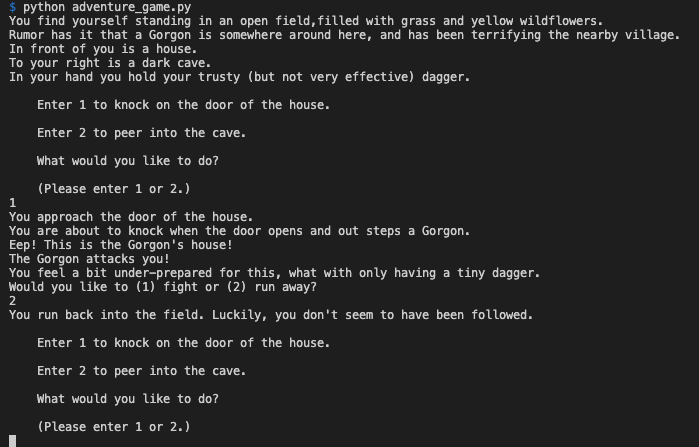 $ python adventure_game.py
You find yourself standing in an open field,filled with grass and yellow wildflowers.
Rumor has it that a Gorgon is somewhere around here, and has been terrifying the nearby village.
In front of you is a house.
To your right is a dark cave.
In your hand you hold your trusty (but not very effective) dagger.
Enter 1 to knock on the door of the house.
Enter 2 to peer into the cave.
What would you like to do?
(Please enter 1 or 2.)
1
You approach the door of the house.
You are about to knock when the door opens and out steps a Gorgon.
Eep! This is the Gorgon's house!
The Gorgon attacks you!
You feel a bit under-prepared for this, what with only having a tiny dagger.
Would you like to (1) fight or (2) run away?
2
You run back into the field. Luckily, you don't seem to have been followed.
Enter 1 to knock on the door of the house.
Enter 2 to peer into the cave.
What would you like to do?
(Please enter 1 or 2.)